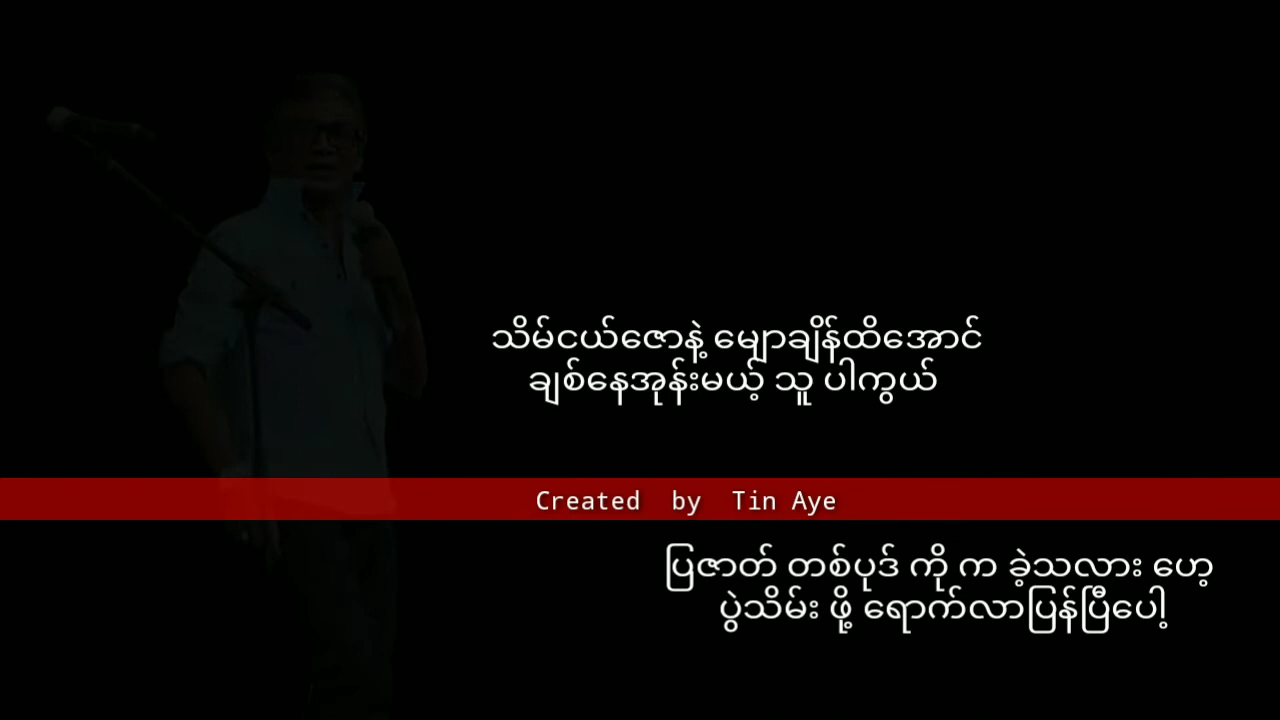 သိမ်ငယ်ဇောနဲ့ မျောချိန်ထိအောင်
ချစ်နေအုန်းမယ့် သူ ပါကွယ်
Created by Tin Aye
ပြဇာတ် တစ်ပုဒ် ကို က ခဲ့သလား ဟော့
ပွဲသိမ်း ဖို့ ရောက်လာပြန်ပြီပေါ့